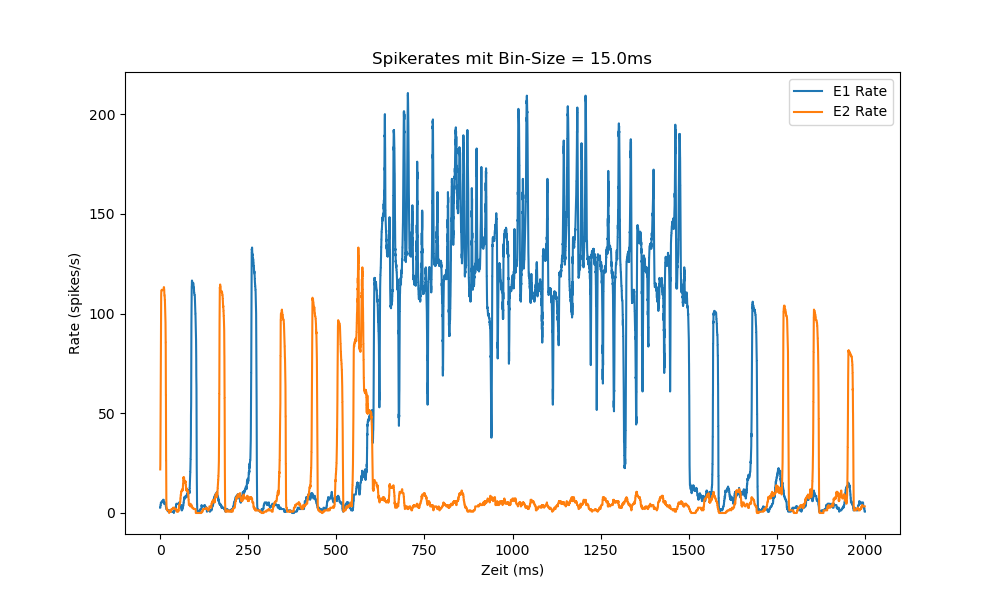 Spikerates mit Bin-Size = 15.0ms
E1 Rate
E2 Rate
200
150
100
50
0
Rate (spikes/s)
0 250 500 750 1000 1250 1500 1750 2000
Zeit (ms)